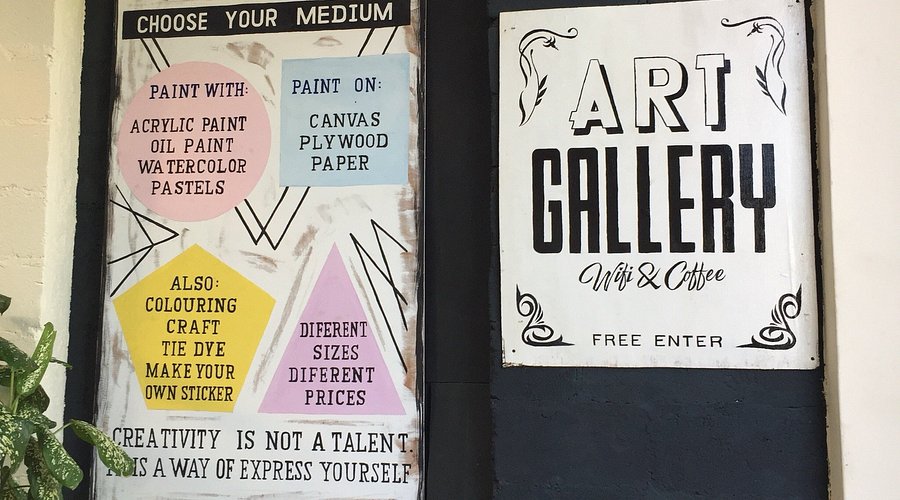 CHOOSE YOUR MEDIUM
PAINT WITH:
ACRYLIC PAINT
OIL PAINT
WATERCOLOR
PASTELS
PAINT ON:
CANVAS
PLYWOOD
PAPER
ALSO:
COLOURING
CRAFT
TIE DYE
MAKE YOUR
OWN STICKER
DIFERENT
SIZES
DIFERENT
PRICES
CREATIVITY IS NOT A TALENT.
IS A WAY OF EXPRESS YOURSELF
ART
GALLERY
Wifi & Coffee
FREE ENTER